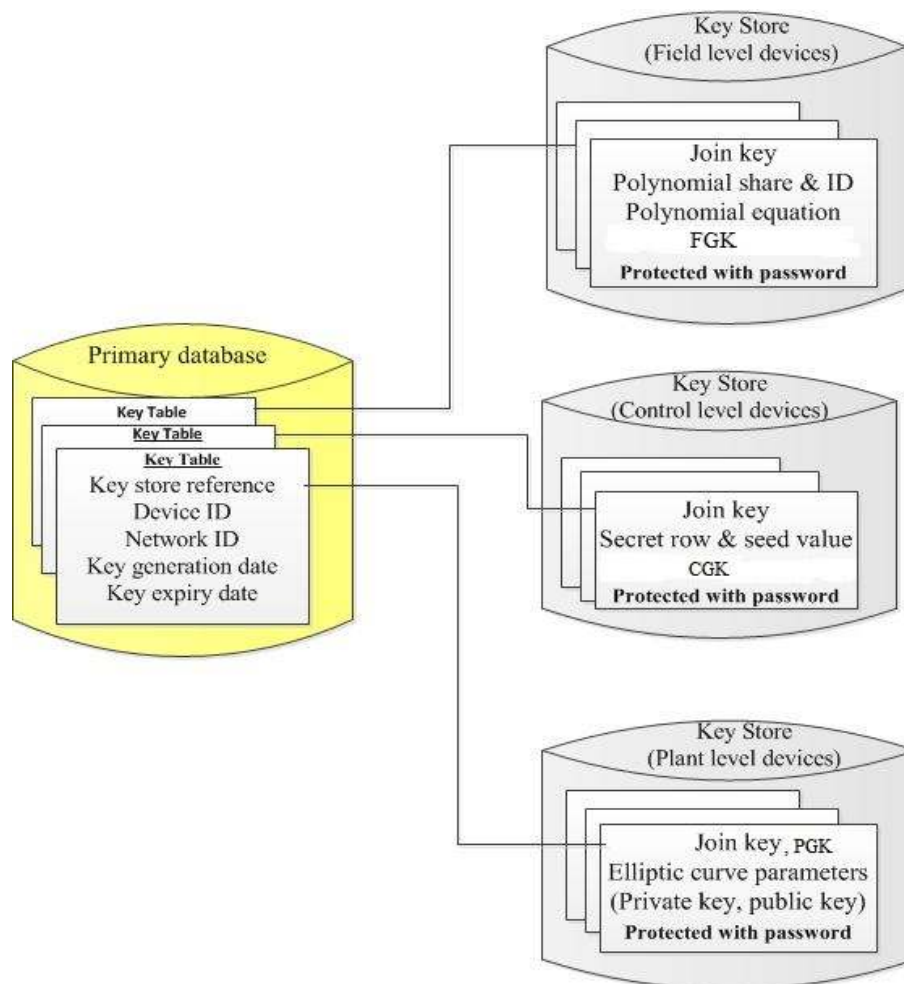 Key Store
(Field level devices)
Join key
Polynomial share & ID
Polynomial equation
FGK
Protected with password
Primary database
Key Table
Key Table
Key Table
Key store reference
Device ID
Network ID
Key generation date
Key expiry date
Key Store
(Control level devices)
Join key
Secret row & seed value
CGK
Protected with password
Key Store
(Plant level devices)
Join key, PGK
Elliptic curve parameters
(Private key, public key)
Protected with password